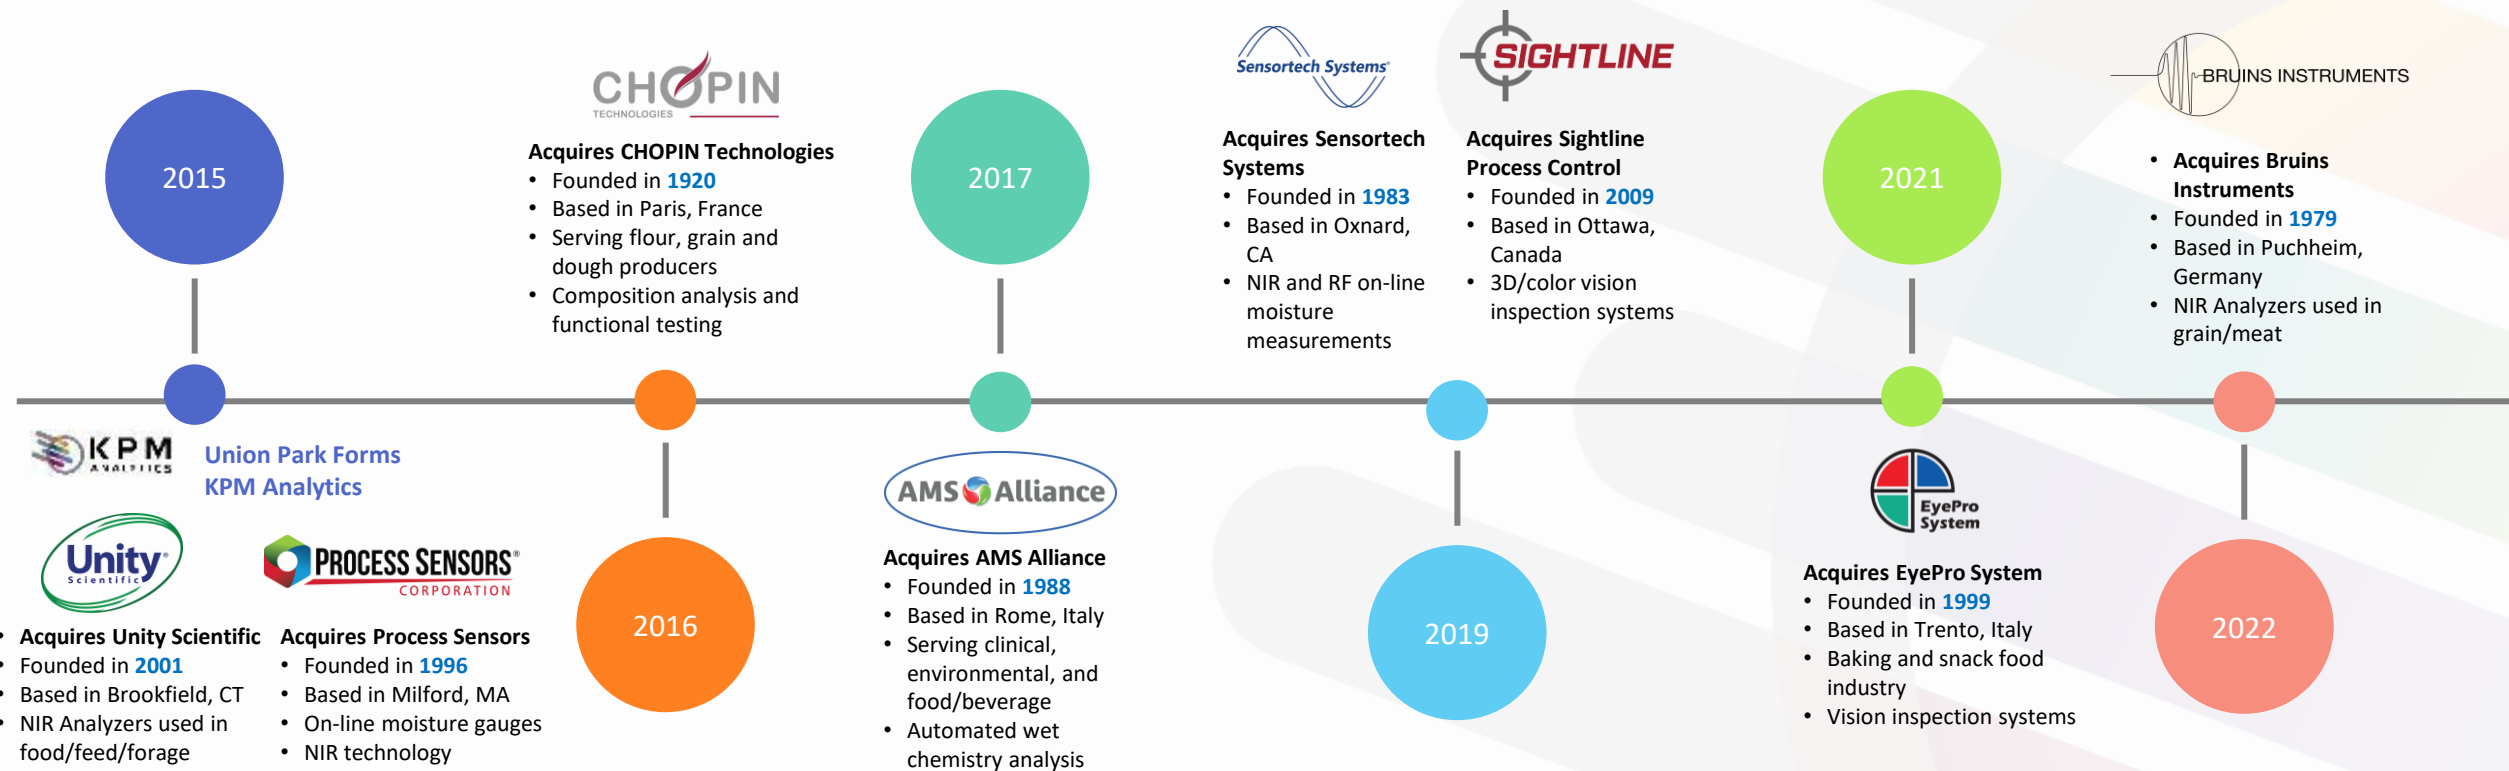 2015
KPM
ANALYTICS
Union Park Forms
KPM Analytics
Unity
Scientific
• Acquires Unity Scientific
• Founded in 2001
• Based in Brookfield, CT
• NIR Analyzers used in
food/feed/forage
PROCESS SENSORS®
CORPORATION
Acquires Process Sensors
• Founded in 1996
• Based in Milford, MA
• On-line moisture gauges
• NIR technology
CHOPIN
TECHNOLOGIES
Acquires CHOPIN Technologies
• Founded in 1920
• Based in Paris, France
• Serving flour, grain and
dough producers
• Composition analysis and
functional testing
2016
2017
AMS Alliance
Acquires AMS Alliance
• Founded in 1988
• Based in Rome, Italy
• Serving clinical,
environmental, and
food/beverage
• Automated wet
chemistry analysis
Sensortech Systems
Acquires Sensortech
Systems
• Founded in 1983
• Based in Oxnard,
CA
• NIR and RF on-line
moisture
measurements
SIGHTLINE
Acquires Sightline
Process Control
• Founded in 2009
• Based in Ottawa,
Canada
• 3D/color vision
inspection systems
2019
2021
EyePro
System
Acquires EyePro System
• Founded in 1999
• Based in Trento, Italy
• Baking and snack food
industry
• Vision inspection systems
BRUINS INSTRUMENTS
• Acquires Bruins
Instruments
• Founded in 1979
• Based in Puchheim,
Germany
• NIR Analyzers used in
grain/meat
2022